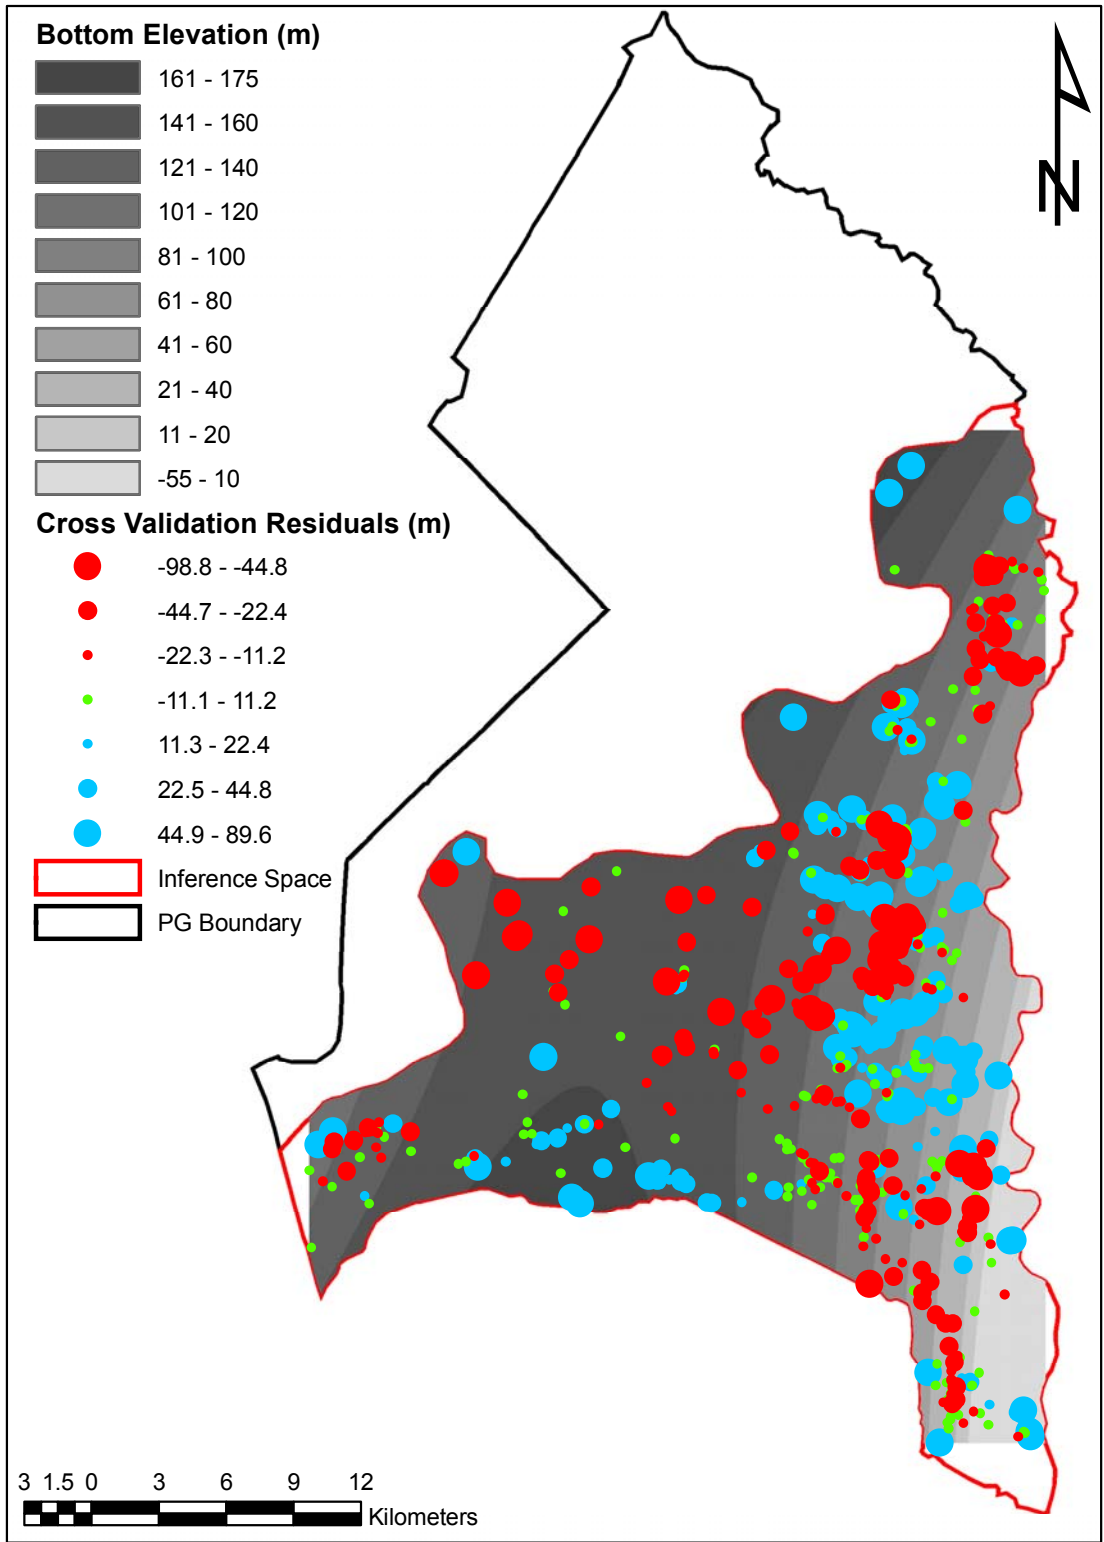 Bottom Elevation (m)
161 - 175
141 - 160
121 - 140
101 - 120
81 - 100
61 - 80
41 - 60
21 - 40
11 - 20
-55 - 10
Cross Validation Residuals (m)
-98.8 - -44.8
-44.7 - -22.4
-22.3 - -11.2
-11.1 - 11.2
11.3 - 22.4
22.5 - 44.8
44.9 - 89.6
Inference Space
PG Boundary
N
3 1.5 0 3 6 9 12
Kilometers